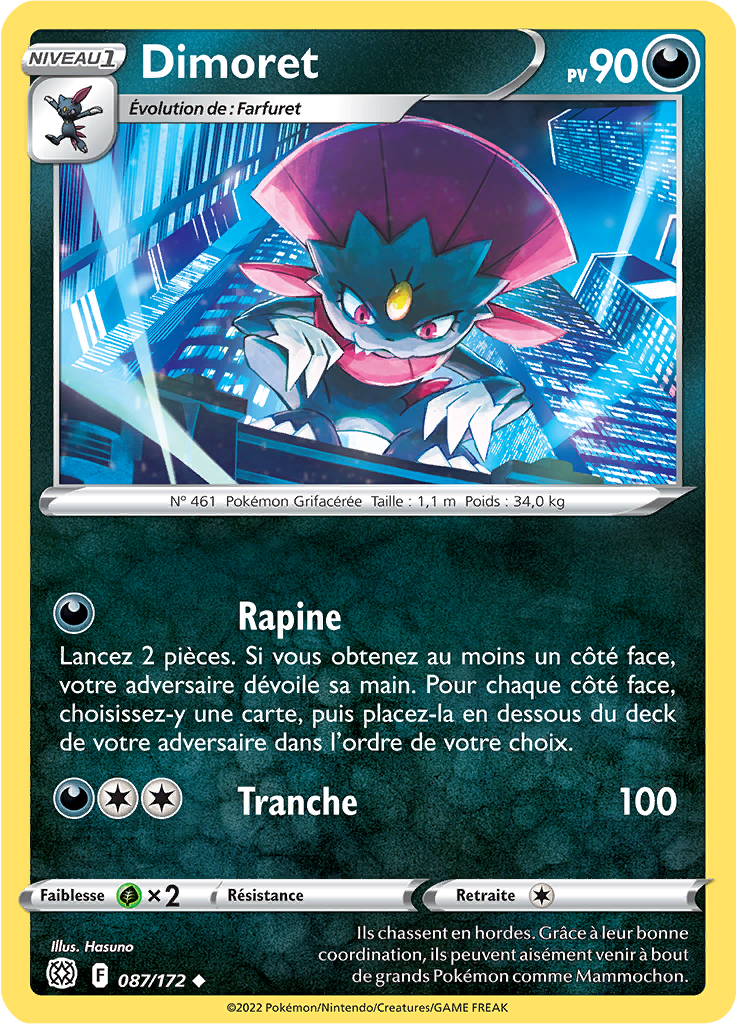 NIVEAU 1
Dimoret
PV 90
Évolution de : Farfuret
N° 461 Pokémon Grifacérée Taille : 1,1 m Poids : 34,0 kg
Rapine
Lancez 2 pièces. Si vous obtenez au moins un côté face,
votre adversaire dévoile sa main. Pour chaque côté face,
choisissez-y une carte, puis placez-la en dessous du deck
de votre adversaire dans l'ordre de votre choix.
Tranche 100
Faiblesse ×2 Résistance Retraite
Illus. Hasuno
Ils chassent en hordes. Grâce à leur bonne
coordination, ils peuvent aisément venir à bout
de grands Pokémon comme Mammochon.
F 087/172
©2022 Pokémon/Nintendo/Creatures/GAME FREAK